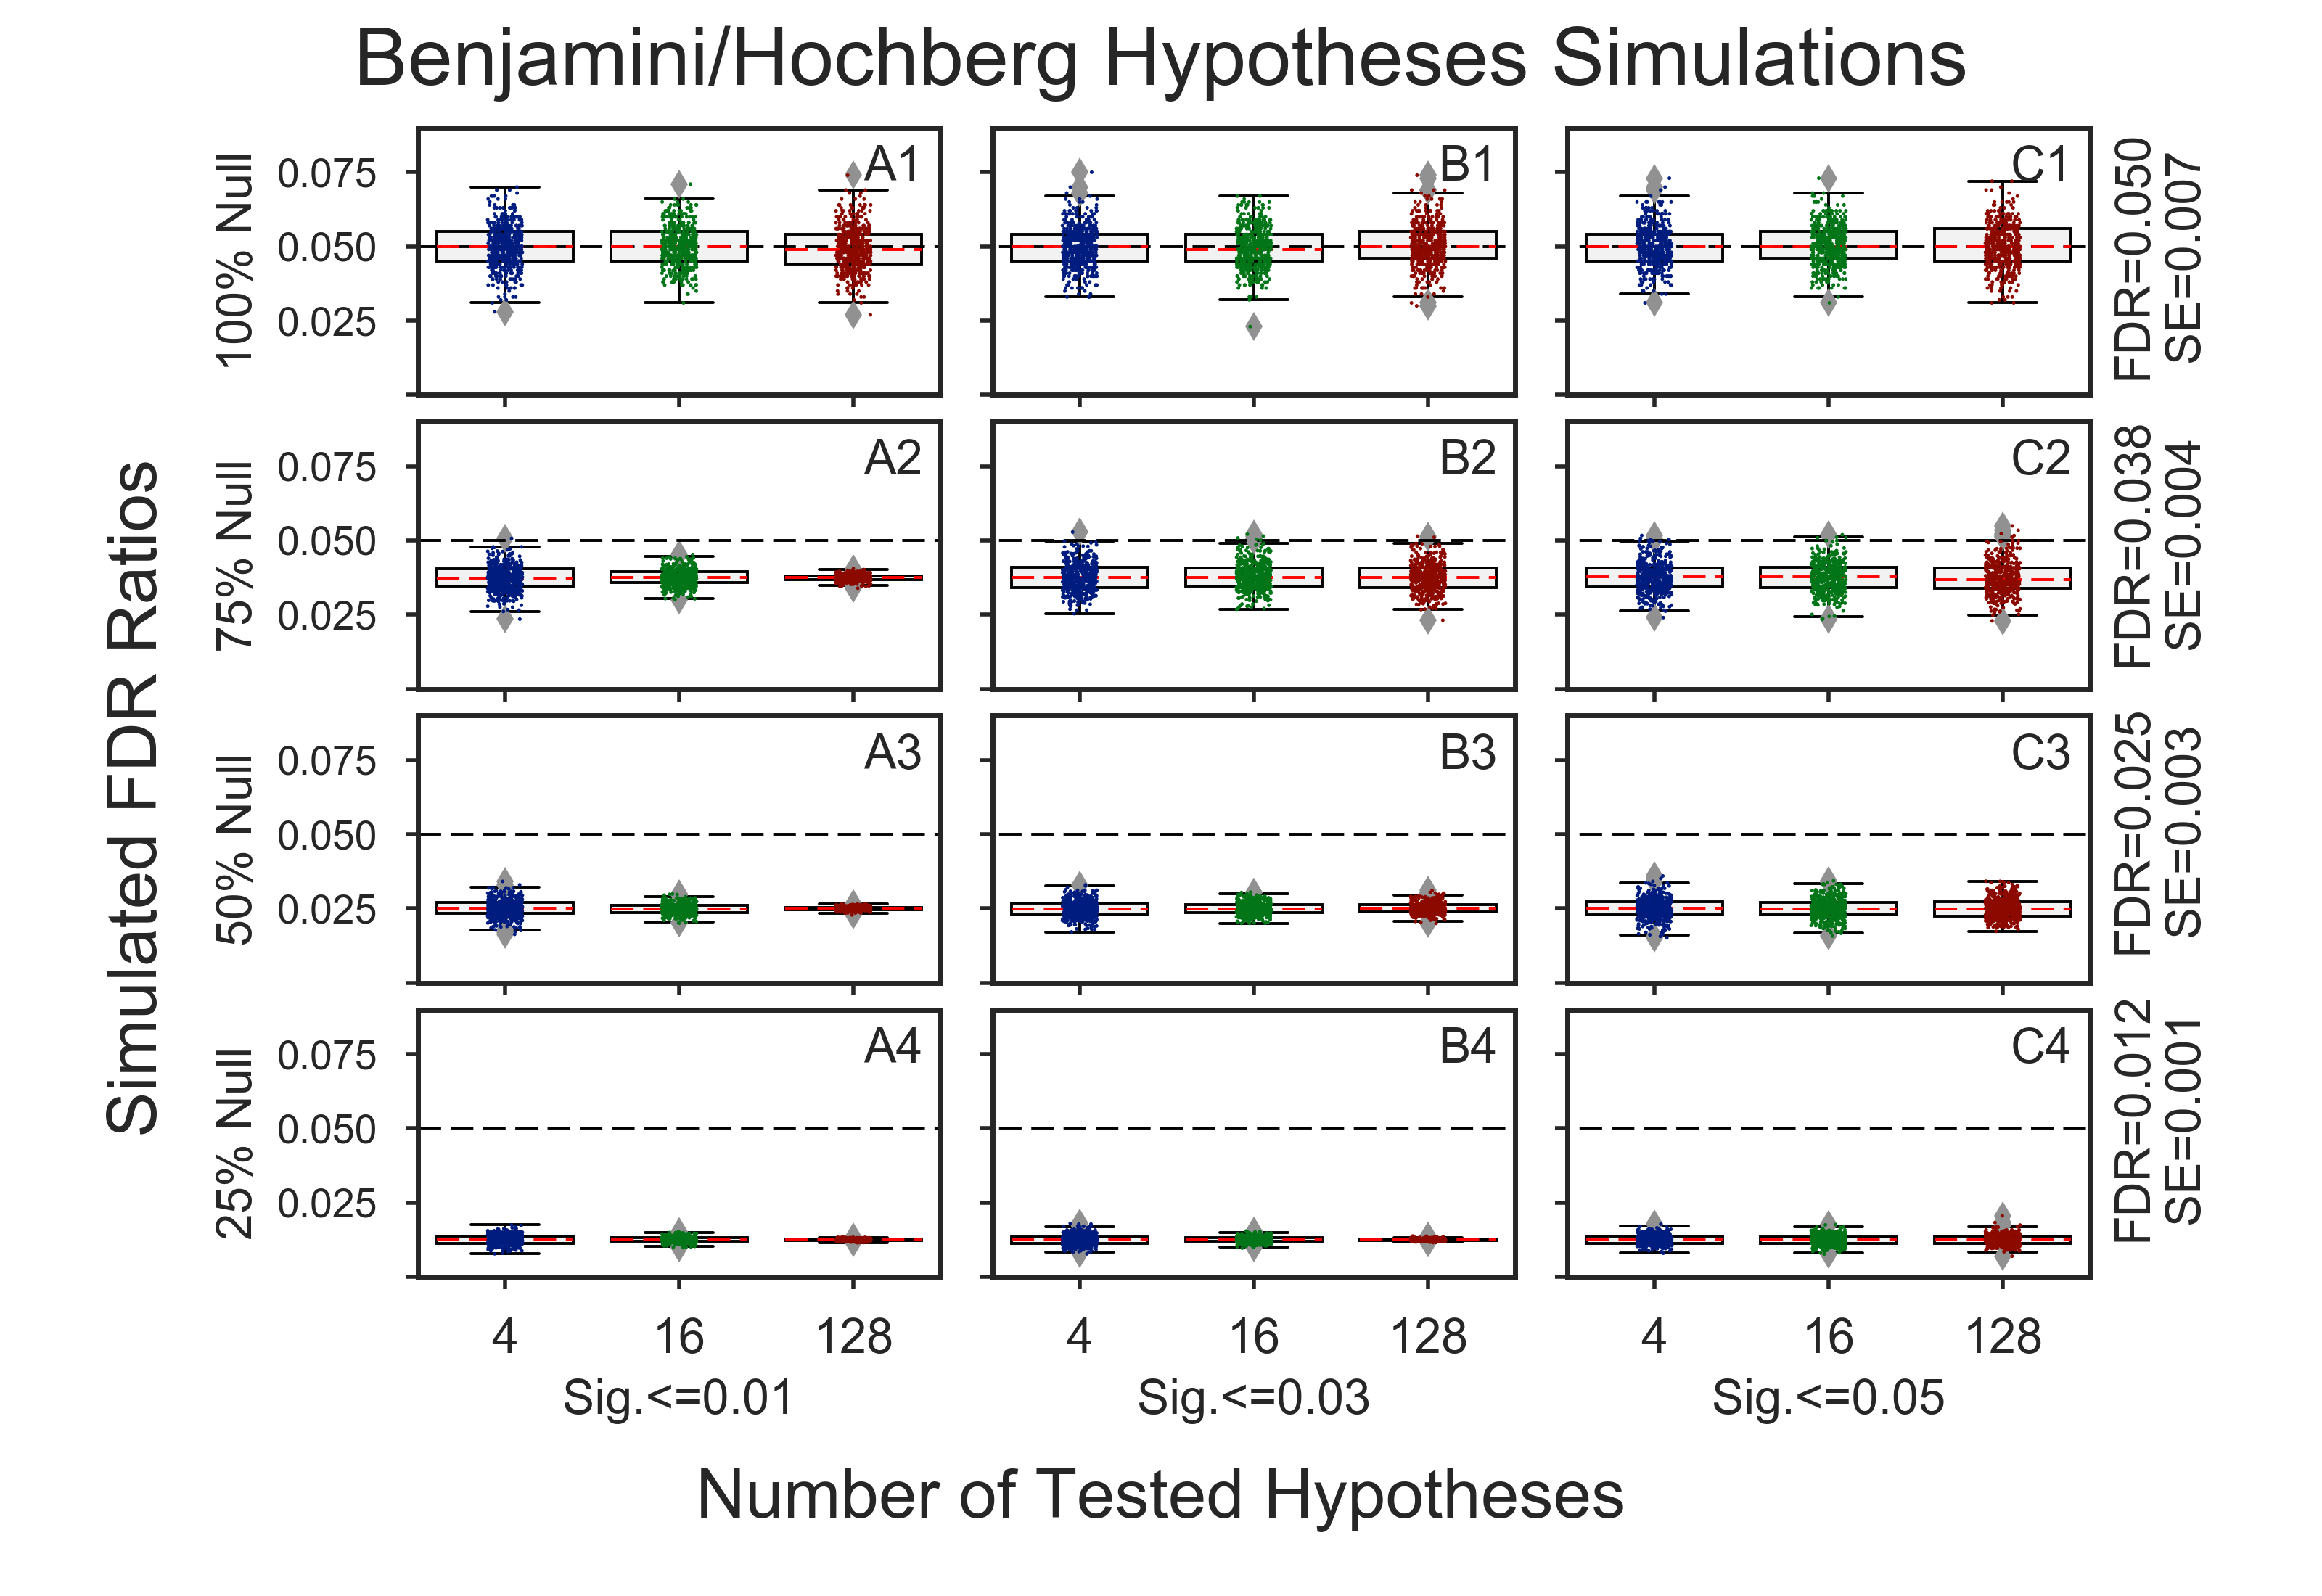 Benjamini/Hochberg Hypotheses Simulations
Simulated FDR Ratios
100% Null
0.075
0.050
0.025
A1
B1
C1
FDR=0.050
SE=0.007
75% Null
0.075
0.050
0.025
A2
B2
C2
FDR=0.038
SE=0.004
50% Null
0.075
0.050
0.025
A3
B3
C3
FDR=0.025
SE=0.003
25% Null
0.075
0.050
0.025
A4
B4
C4
FDR=0.012
SE=0.001
4 16 128 4 16 128 4 16 128
Sig.<=0.01 Sig.<=0.03 Sig.<=0.05
Number of Tested Hypotheses